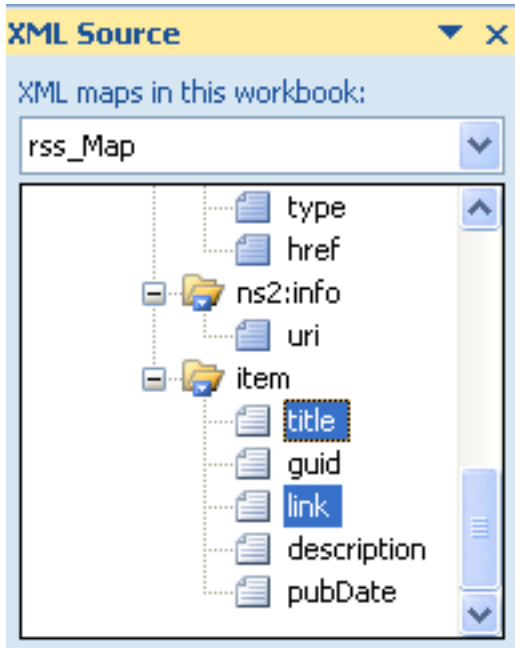 XML Source
XML maps in this workbook:
rss_Map
type
href
ns2:info
uri
item
title
guid
link
description
pubDate